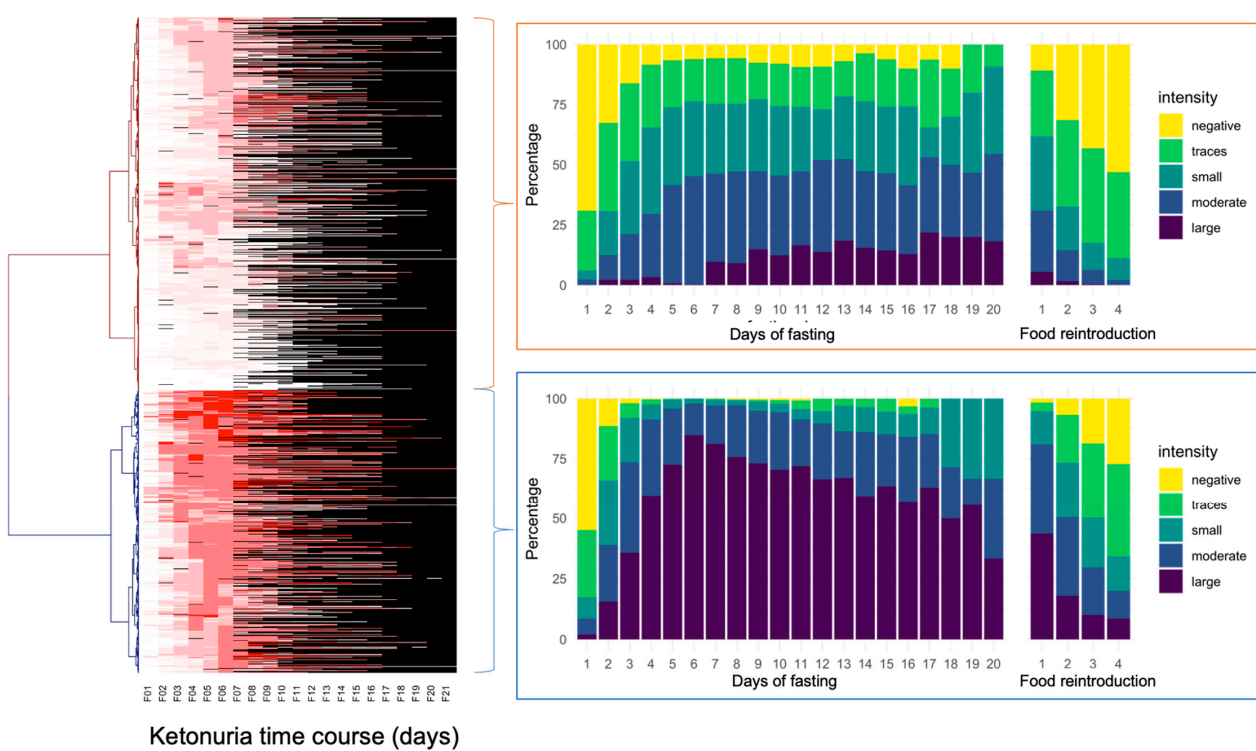 100
75
50
25
0
Percentage
1 2 3 4 5 6 7 8 9 10 11 12 13 14 15 16 17 18 19 20
Days of fasting
1 2 3 4
Food reintroduction
intensity
negative
traces
small
moderate
large
100
75
50
25
0
Percentage
1 2 3 4 5 6 7 8 9 10 11 12 13 14 15 16 17 18 19 20
Days of fasting
1 2 3 4
Food reintroduction
intensity
negative
traces
small
moderate
large
F01 F02 F03 F04 F05 F06 F07 F08 F09 F10 F11 F12 F13 F14 F15 F16 F17 F18 F19 F20 F21
Ketonuria time course (days)